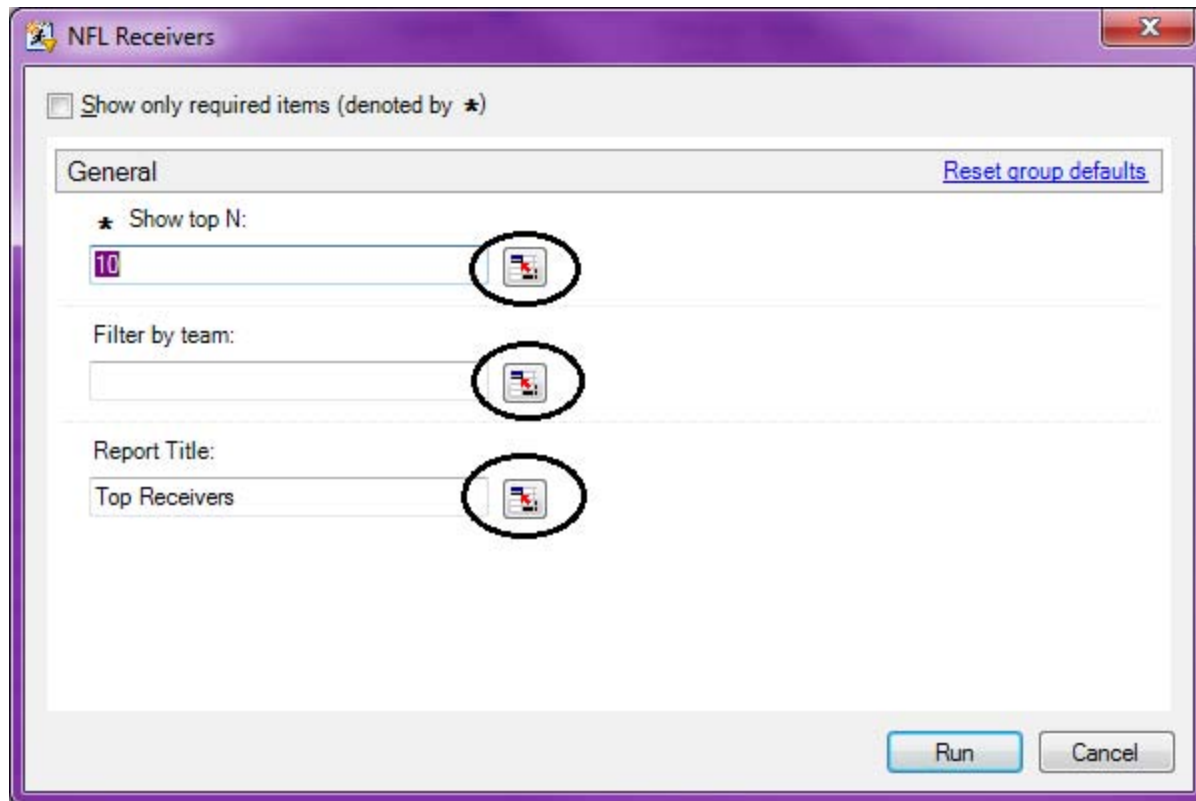 NFL Receivers
Show only required items (denoted by *)
General Reset group defaults
* Show top N:
10
Filter by team:
Report Title:
Top Receivers
Run Cancel